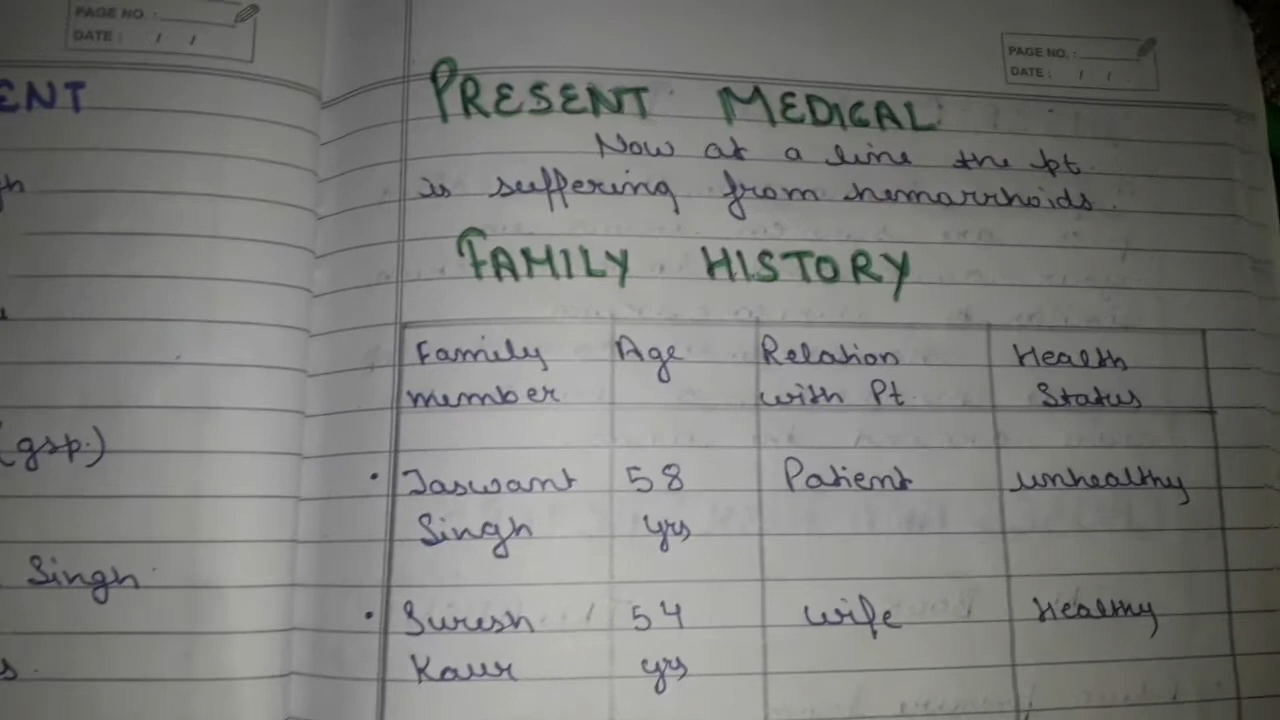 PAGE NO. :
DATE : / /
ENT
gh
(gsp.)
Singh
s.
PAGE NO. :
DATE : / /
PRESENT MEDICAL
Now at a time the pt.
is suffering from hemarrhoids.
FAMILY HISTORY
Family member | Age | Relation with Pt. | Health Status
Jaswant Singh | 58 yrs | Patient | unhealthy
Suresh Kaur | 54 yrs | wife | Healthy